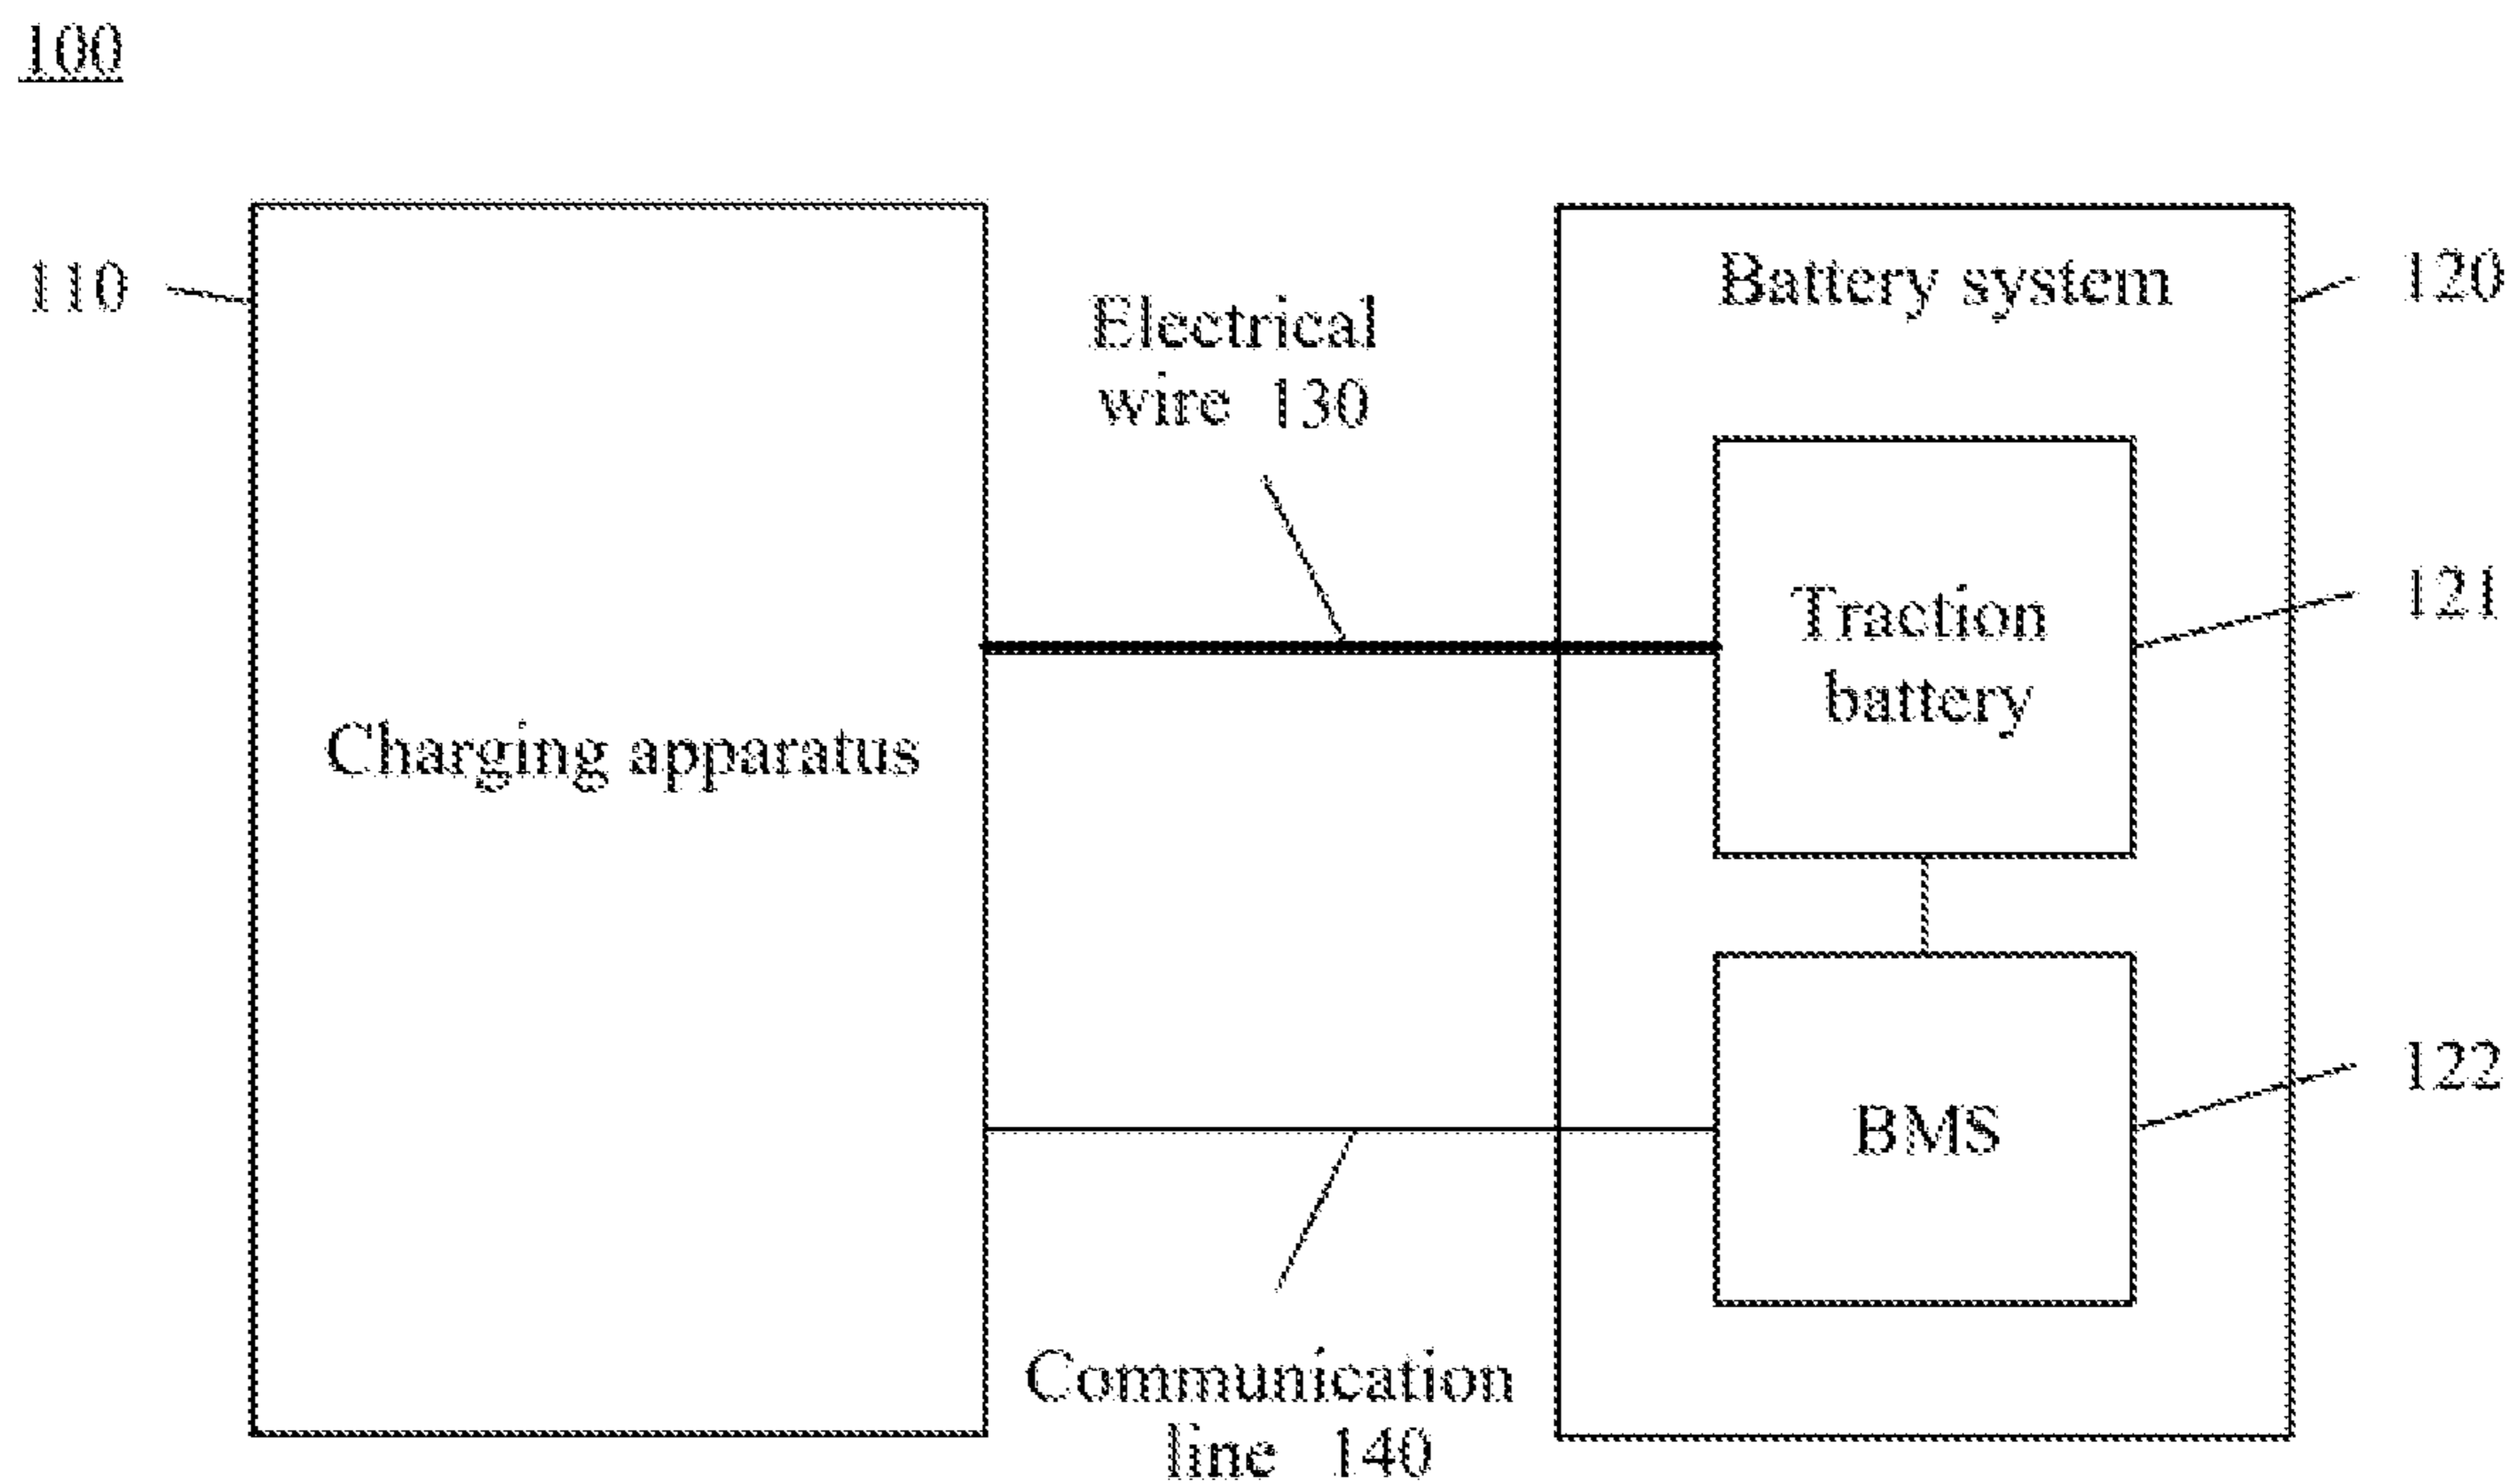 100
110
Electrical
wire 130
Battery system
120
Traction
battery
121
Charging apparatus
BMS
122
Communication
line 140